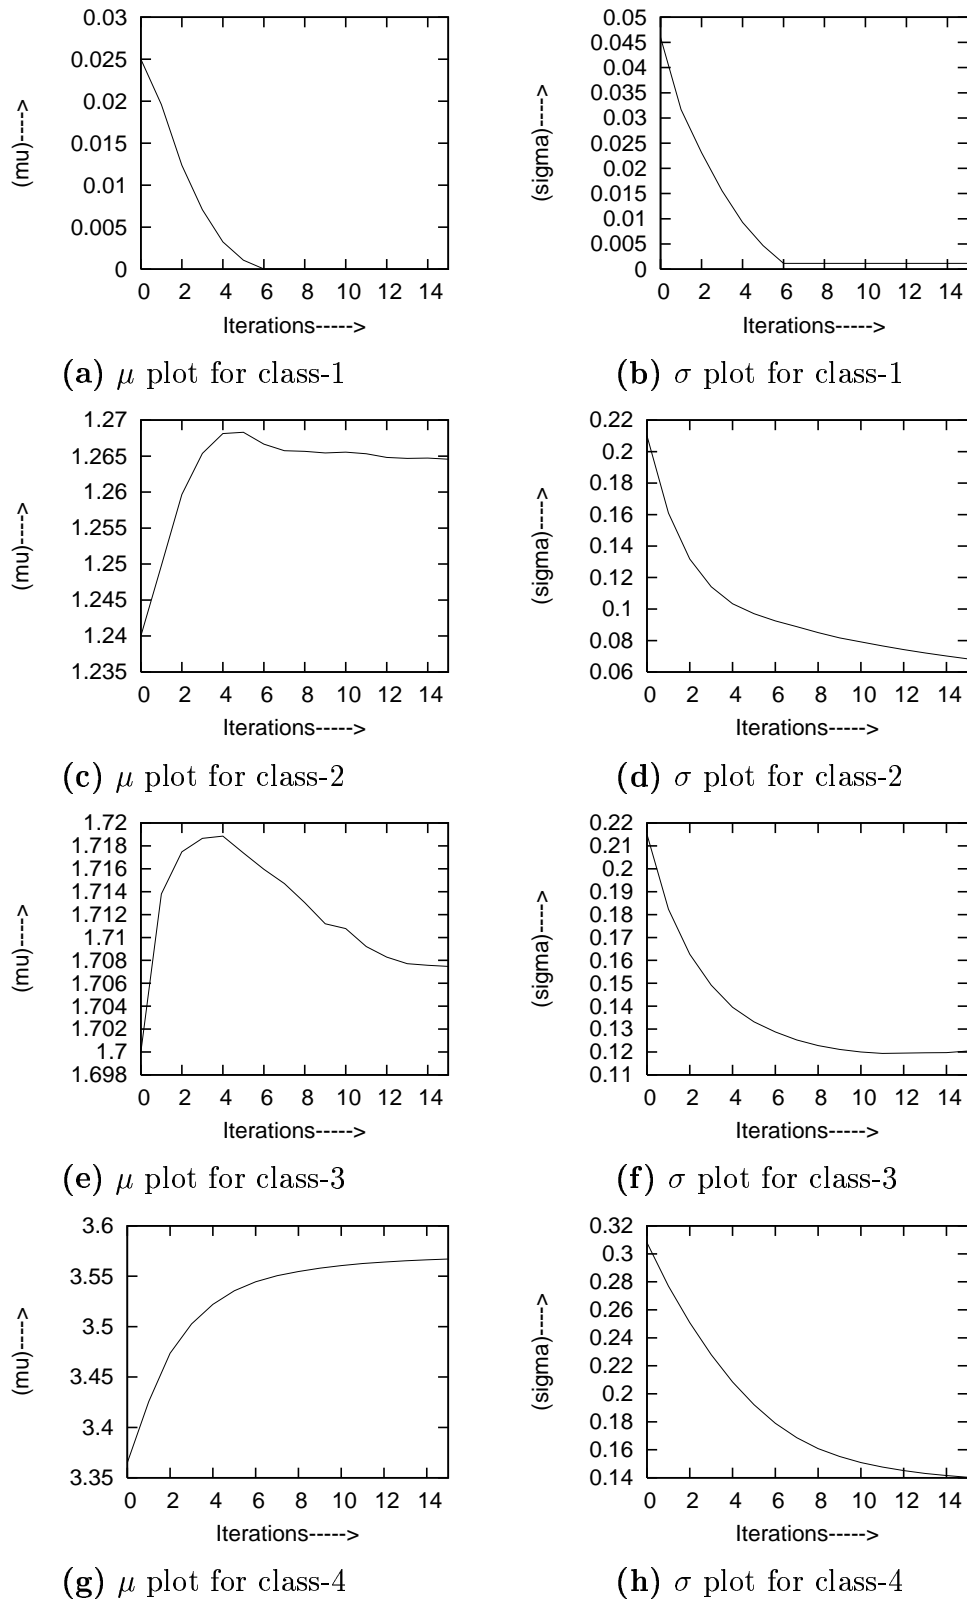 0.03
0.025
0.02
0.015
0.01
0.005
0
(mu)---->
0 2 4 6 8 10 12 14
Iterations----->
(a) μ plot for class-1
0.05
0.045
0.04
0.035
0.03
0.025
0.02
0.015
0.01
0.005
0
(sigma)---->
0 2 4 6 8 10 12 14
Iterations----->
(b) σ plot for class-1
1.27
1.265
1.26
1.255
1.25
1.245
1.24
1.235
(mu)---->
0 2 4 6 8 10 12 14
Iterations----->
(c) μ plot for class-2
0.22
0.2
0.18
0.16
0.14
0.12
0.1
0.08
0.06
(sigma)---->
0 2 4 6 8 10 12 14
Iterations----->
(d) σ plot for class-2
1.72
1.718
1.716
1.714
1.712
1.71
1.708
1.706
1.704
1.702
1.7
1.698
(mu)---->
0 2 4 6 8 10 12 14
Iterations----->
(e) μ plot for class-3
0.22
0.21
0.2
0.19
0.18
0.17
0.16
0.15
0.14
0.13
0.12
0.11
(sigma)---->
0 2 4 6 8 10 12 14
Iterations----->
(f) σ plot for class-3
3.6
3.55
3.5
3.45
3.4
3.35
(mu)---->
0 2 4 6 8 10 12 14
Iterations----->
(g) μ plot for class-4
0.32
0.3
0.28
0.26
0.24
0.22
0.2
0.18
0.16
0.14
(sigma)---->
0 2 4 6 8 10 12 14
Iterations----->
(h) σ plot for class-4